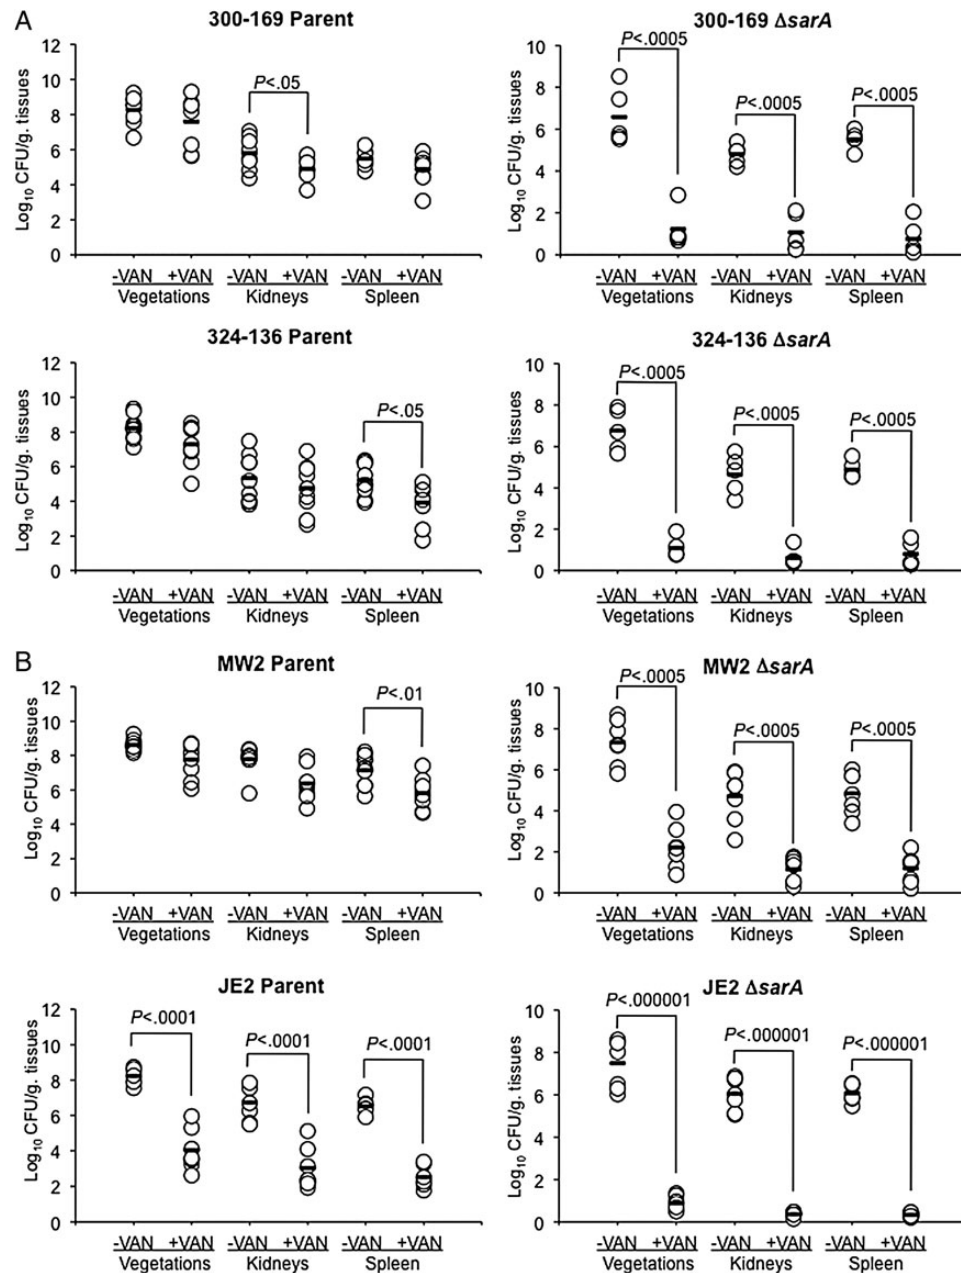 A
300-169 Parent
Log10 CFU/g. tissues
12
10
8
6
4
2
0
P<.05
-VAN +VAN -VAN +VAN -VAN +VAN
Vegetations Kidneys Spleen
300-169 ΔsarA
Log10 CFU/g. tissues
10
8
6
4
2
0
P<.0005
P<.0005
P<.0005
-VAN +VAN -VAN +VAN -VAN +VAN
Vegetations Kidneys Spleen
324-136 Parent
Log10 CFU/g. tissues
12
10
8
6
4
2
0
P<.05
-VAN +VAN -VAN +VAN -VAN +VAN
Vegetations Kidneys Spleen
324-136 ΔsarA
Log10 CFU/g. tissues
10
8
6
4
2
0
P<.0005
P<.0005
P<.0005
-VAN +VAN -VAN +VAN -VAN +VAN
Vegetations Kidneys Spleen
B
MW2 Parent
Log10 CFU/g. tissues
12
10
8
6
4
2
0
P<.01
-VAN +VAN -VAN +VAN -VAN +VAN
Vegetations Kidneys Spleen
MW2 ΔsarA
Log10 CFU/g. tissues
10
8
6
4
2
0
P<.0005
P<.0005
P<.0005
-VAN +VAN -VAN +VAN -VAN +VAN
Vegetations Kidneys Spleen
JE2 Parent
Log10 CFU/g. tissues
12
10
8
6
4
2
0
P<.0001
P<.0001
P<.0001
-VAN +VAN -VAN +VAN -VAN +VAN
Vegetations Kidneys Spleen
JE2 ΔsarA
Log10 CFU/g. tissues
10
8
6
4
2
0
P<.000001
P<.000001
P<.000001
-VAN +VAN -VAN +VAN -VAN +VAN
Vegetations Kidneys Spleen